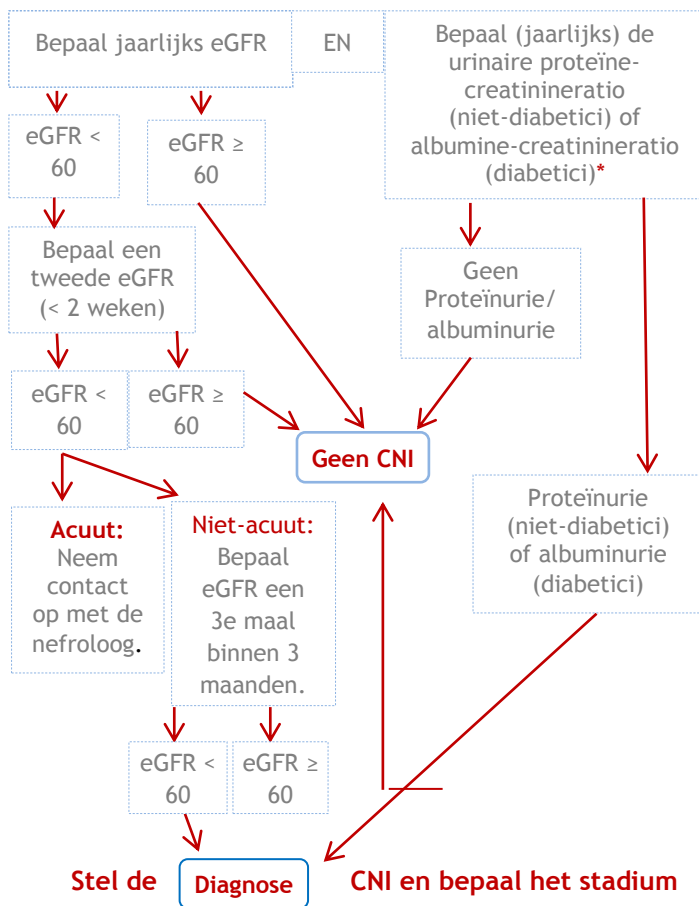 Bepaal jaarlijks eGFR
EN
Bepaal (jaarlijks) de
urinaire proteïne-
creatinineratio
(niet-diabetici) of
albumine-creatinineratio
(diabetici)*
eGFR <
60
eGFR ≥
60
Bepaal een
tweede eGFR
(< 2 weken)
Geen
Proteïnurie/
albuminurie
eGFR <
60
eGFR ≥
60
Geen CNI
Acuut:
Neem
contact
op met de
nefroloog.
Niet-acuut:
Bepaal
eGFR een
3e maal
binnen 3
maanden.
Proteïnurie
(niet-diabetici)
of albuminurie
(diabetici)
eGFR <
60
eGFR ≥
60
Stel de Diagnose CNI en bepaal het stadium